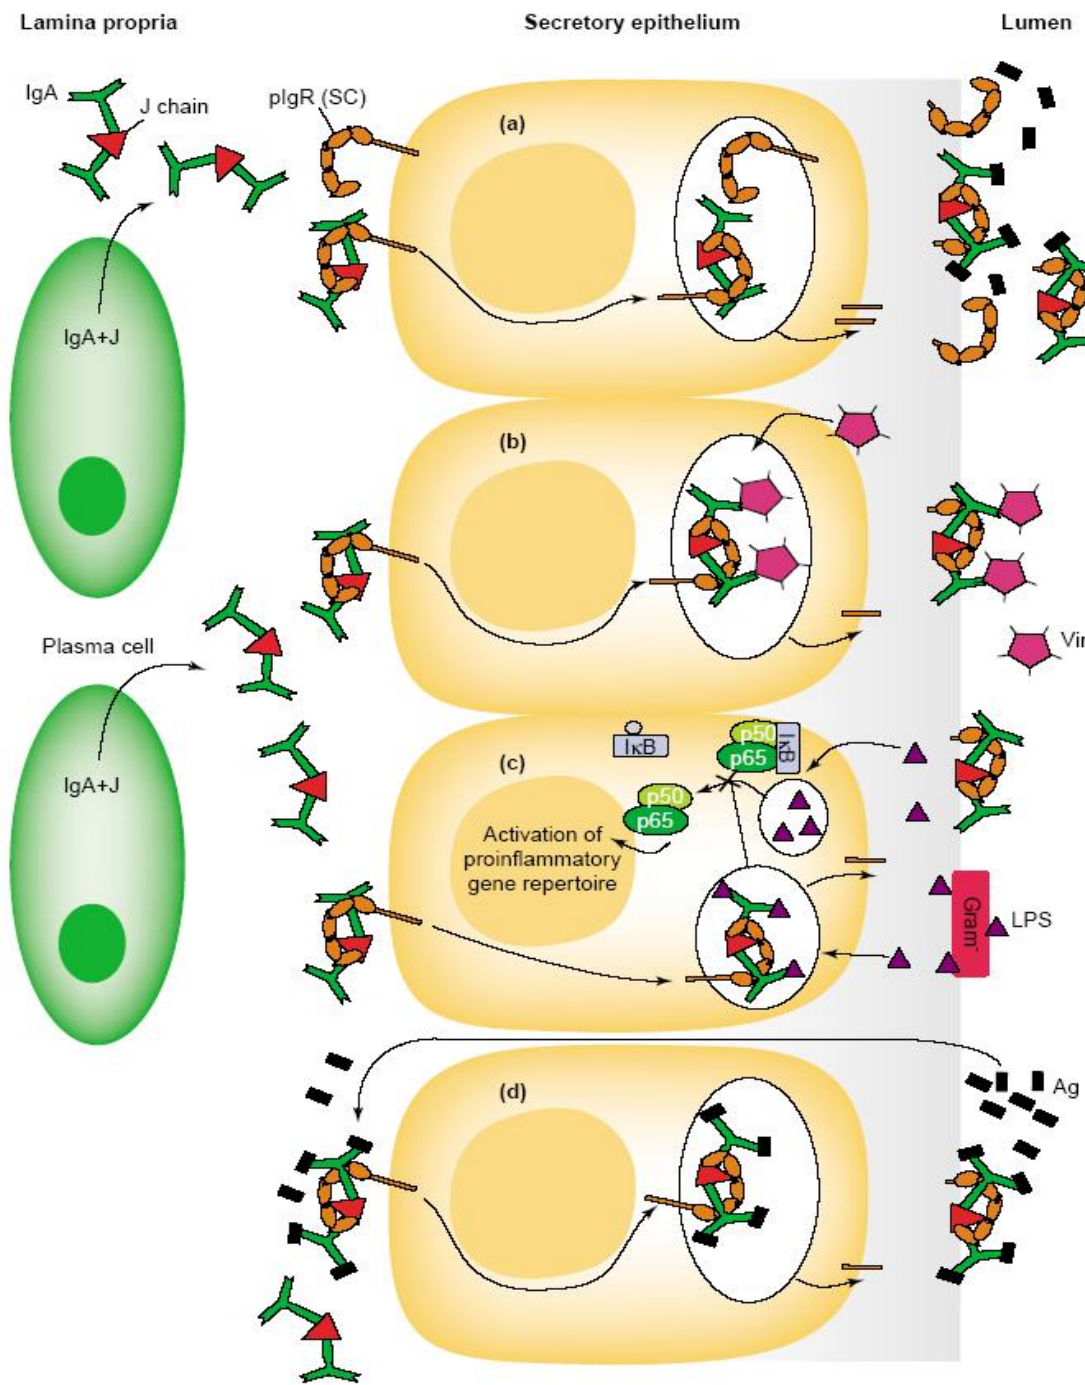 Lamina propria
Secretory epithelium
Lumen
IgA
J chain
pIgR (SC)
(a)
IgA+J
(b)
Plasma cell
Vir
IgA+J
(c)
IκB
p50
p65
IκB
p50
p65
Activation of
proinflammatory
gene repertoire
Gram-
LPS
(d)
Ag